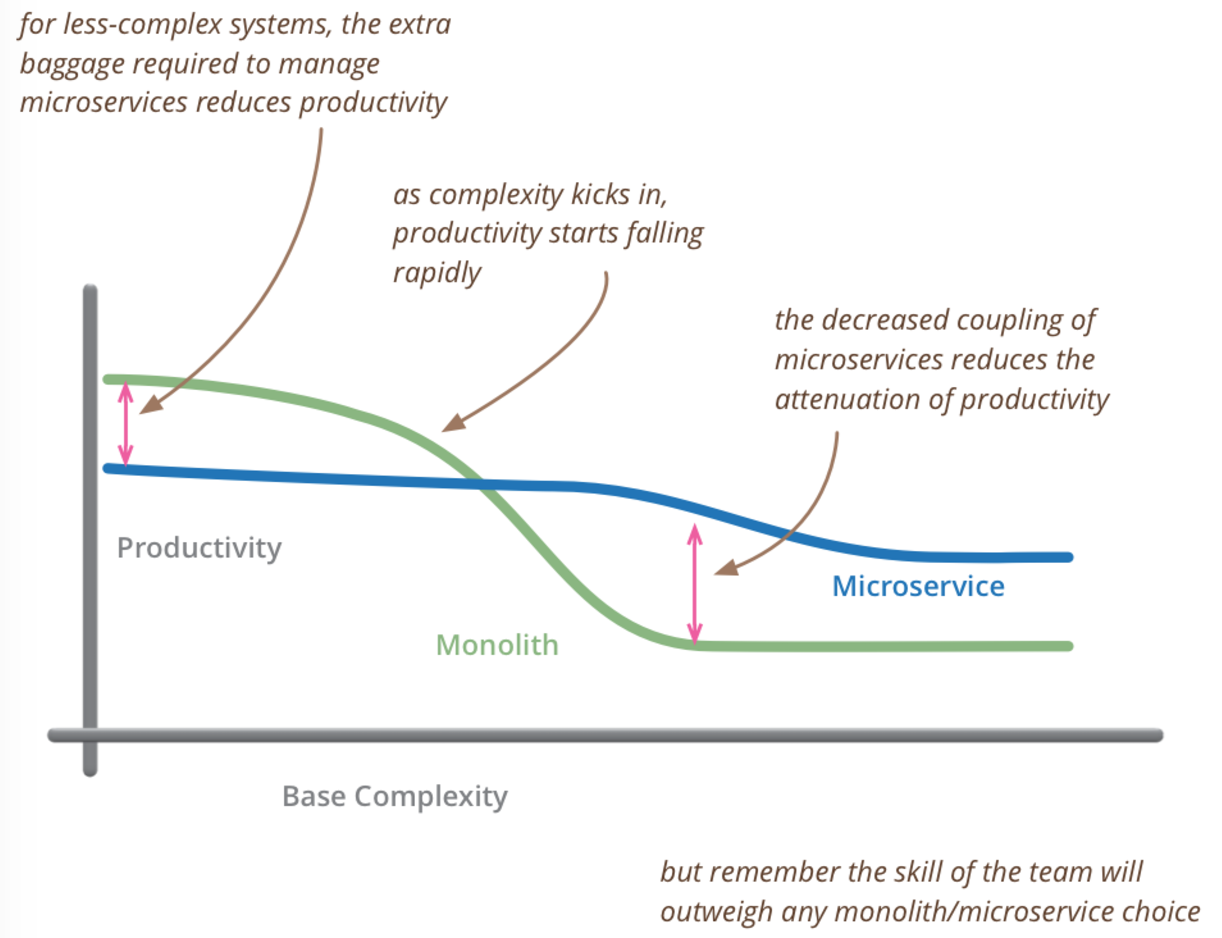 for less-complex systems, the extra
baggage required to manage
microservices reduces productivity
as complexity kicks in,
productivity starts falling
rapidly
the decreased coupling of
microservices reduces the
attenuation of productivity
Productivity
Microservice
Monolith
Base Complexity
but remember the skill of the team will
outweigh any monolith/microservice choice